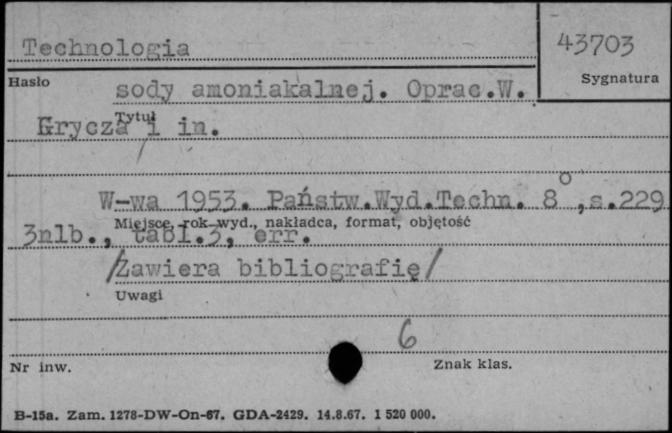 Technologia
43703
Hasło
Sygnatura
sody amoniakalnej. Oprac.W.
Tytuł
Grycza i in.
W-wa 1953. Państw.Wyd.Techn. 8°,s.229
Miejsce, rok wyd., nakładca, format, objętość
3nlb., tabl.3, err.
/Zawiera bibliografię/
Uwagi
6
Nr inw.
Znak klas.
B-15a. Zam. 1278-DW-On-67. GDA-2429. 14.8.67. 1 520 000.